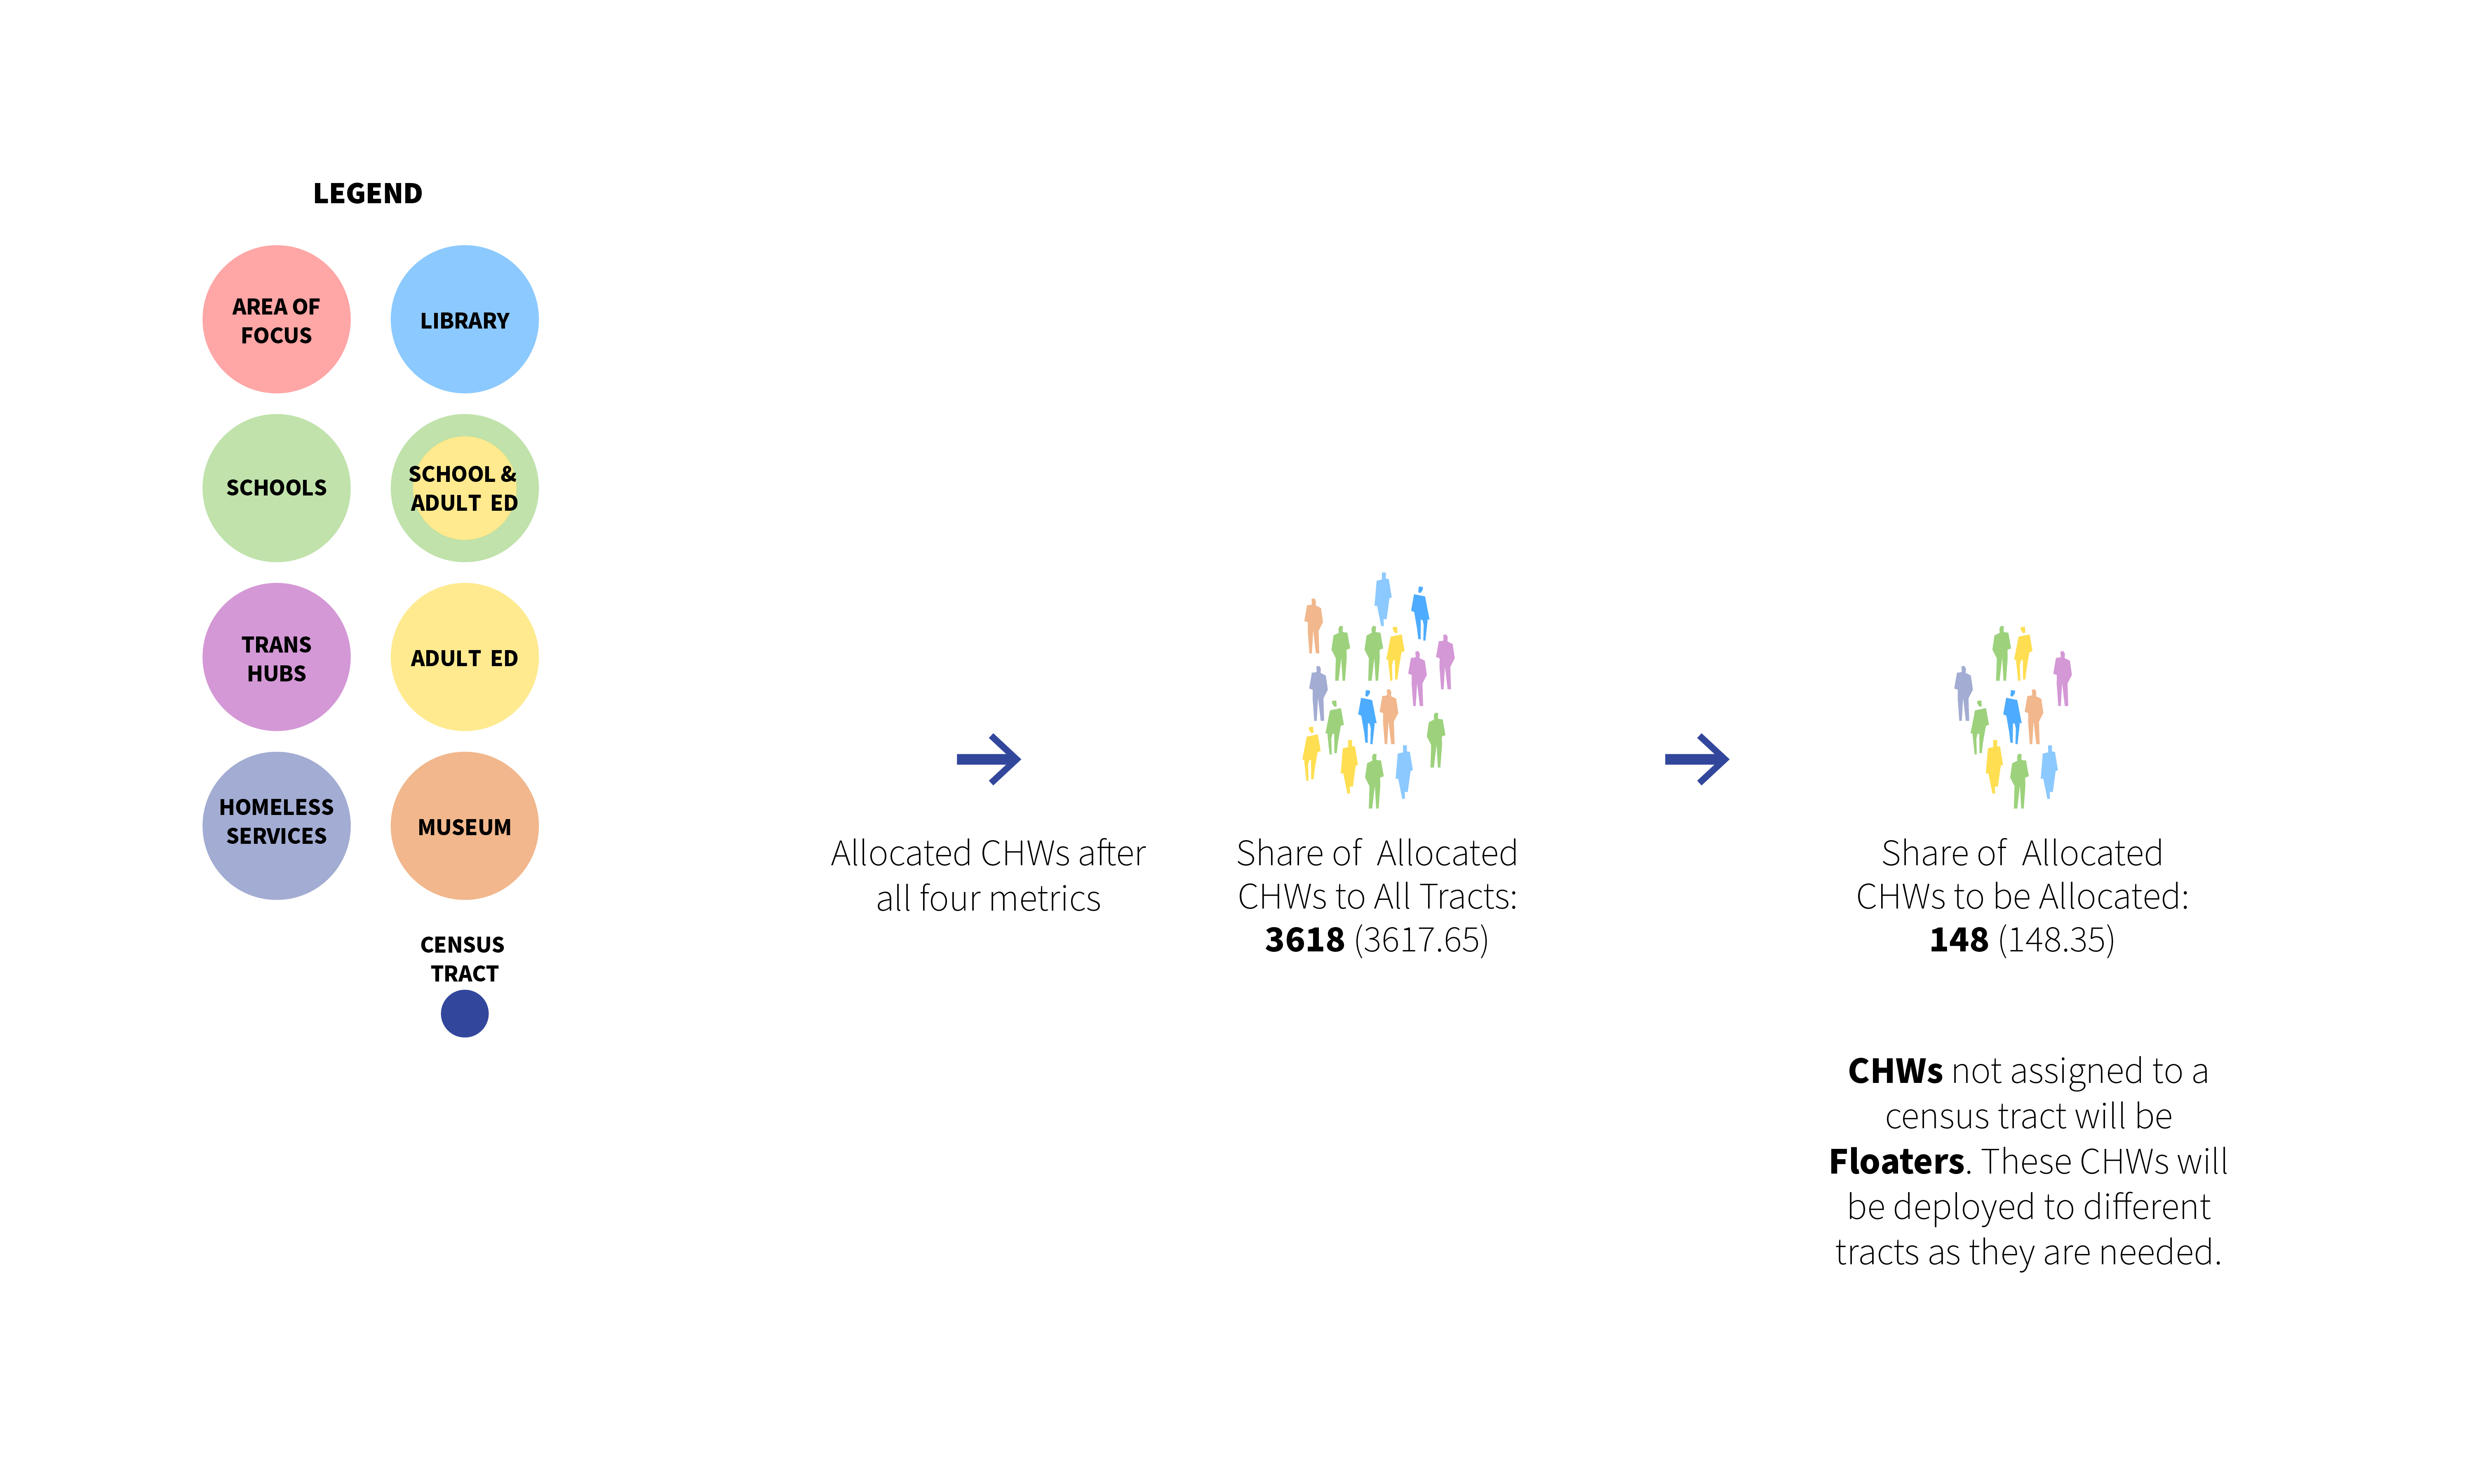 LEGEND
AREA OF
FOCUS
LIBRARY
SCHOOLS
SCHOOL &
ADULT ED
TRANS
HUBS
ADULT ED
HOMELESS
SERVICES
MUSEUM
CENSUS
TRACT
Allocated CHWs after
all four metrics
Share of Allocated
CHWs to All Tracts:
3618 (3617.65)
Share of Allocated
CHWs to be Allocated:
148 (148.35)
CHWs not assigned to a
census tract will be
Floaters. These CHWs will
be deployed to different
tracts as they are needed.